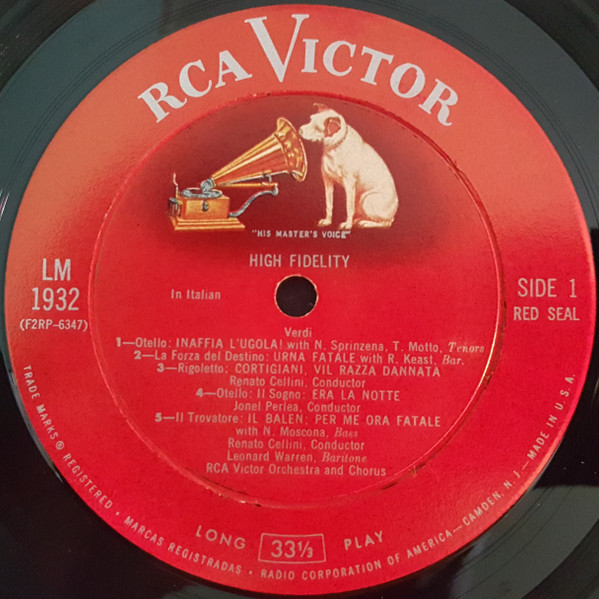 RCA VICTOR
"HIS MASTER'S VOICE"
HIGH FIDELITY
LM
1932
(F2RP-6347)
In Italian
SIDE 1
RED SEAL
Verdi
1—Otello: INAFFIA L'UGOLA! with N. Sprinzena, T. Motto, Tenors
2—La Forza del Destino: URNA FATALE with R. Keast, Bar.
3—Rigoletto: CORTIGIANI, VIL RAZZA DANNATA
Renato Cellini, Conductor
4—Otello: Il Sogno: ERA LA NOTTE
Jonel Perlea, Conductor
5—Il Trovatore: IL BALEN; PER ME ORA FATALE
with N. Moscona, Bass
Renato Cellini, Conductor
Leonard Warren, Baritone
RCA Victor Orchestra and Chorus
LONG 33⅓ PLAY
TRADE MARKS ® REGISTERED • MARCAS REGISTRADAS • RADIO CORPORATION OF AMERICA—CAMDEN, N. J.—MADE IN U. S. A.